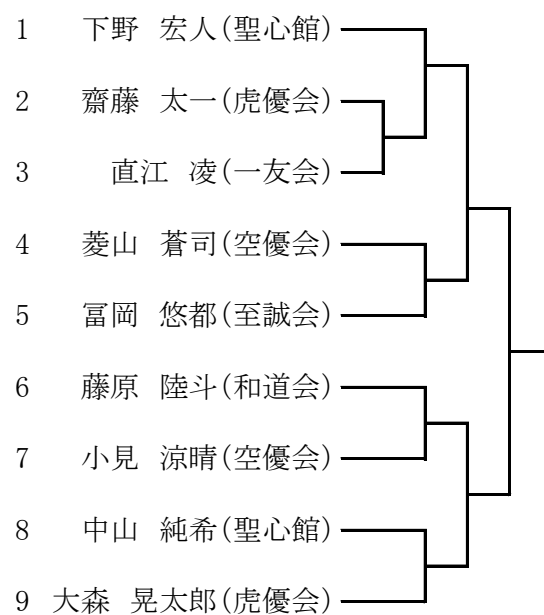 1 下野 宏人(聖心館)
2 齋藤 太一(虎優会)
3 直江 凌(一友会)
4 菱山 蒼司(空優会)
5 冨岡 悠都(至誠会)
6 藤原 陸斗(和道会)
7 小見 涼晴(空優会)
8 中山 純希(聖心館)
9 大森 晃太郎(虎優会)